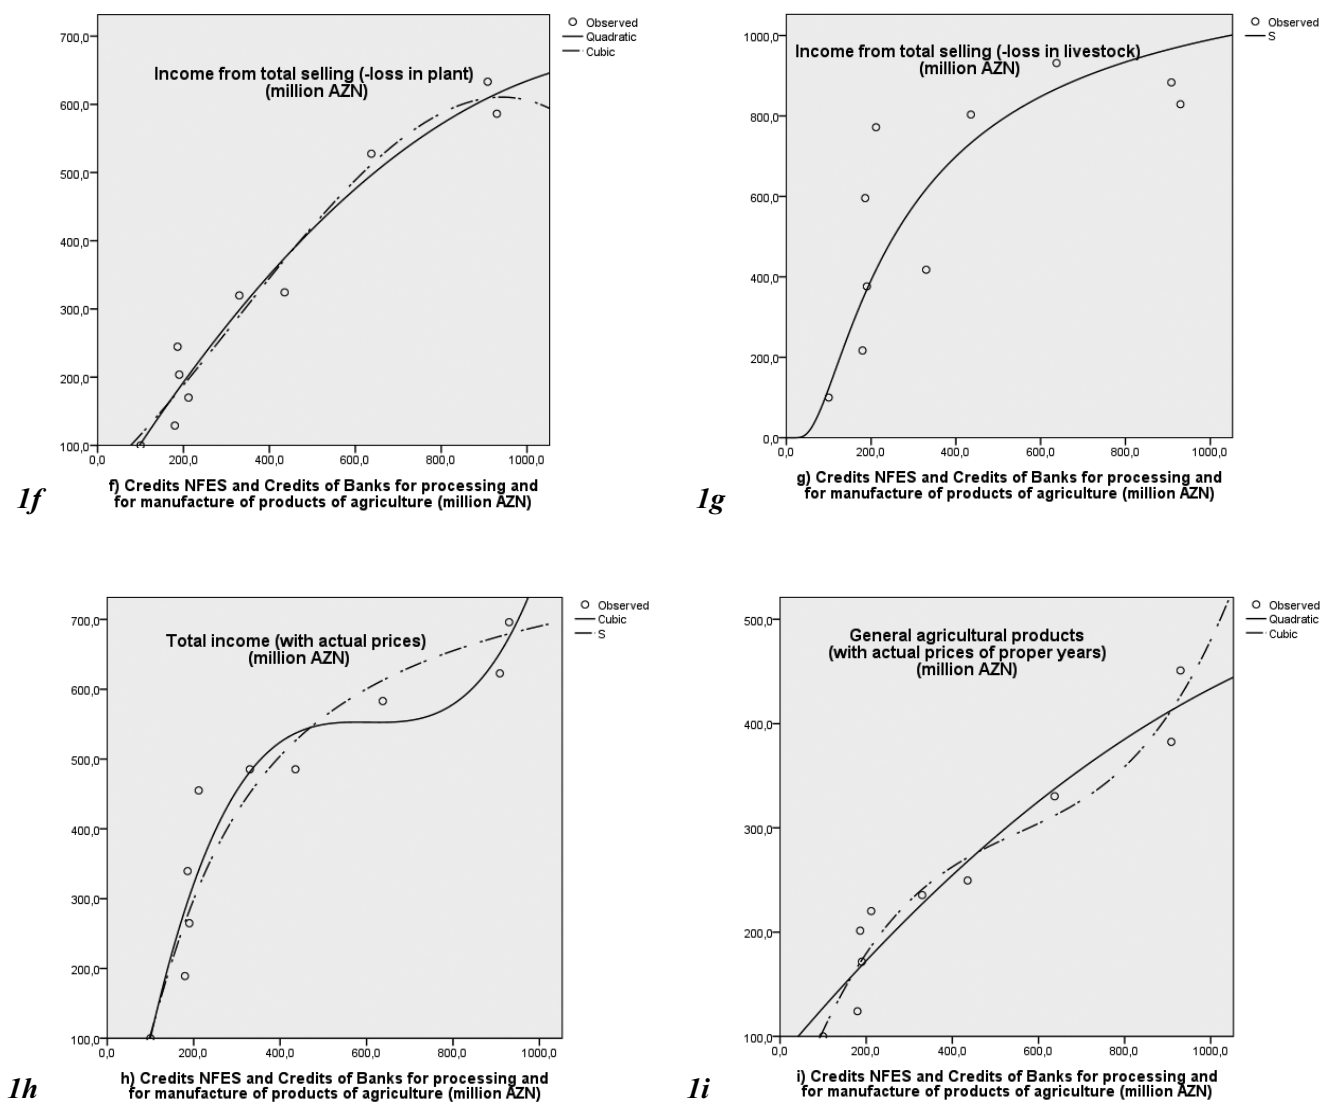 Observed
Quadratic
Cubic
700,0
600,0
500,0
400,0
300,0
200,0
100,0
Income from total selling (-loss in plant)
(million AZN)
0,0 200,0 400,0 600,0 800,0 1000,0
1f
f) Credits NFES and Credits of Banks for processing and
for manufacture of products of agriculture (million AZN)
Observed
S
1000,0
800,0
600,0
400,0
200,0
0,0
Income from total selling (-loss in livestock)
(million AZN)
0,0 200,0 400,0 600,0 800,0 1000,0
1g
g) Credits NFES and Credits of Banks for processing and
for manufacture of products of agriculture (million AZN)
Observed
Cubic
S
700,0
600,0
500,0
400,0
300,0
200,0
100,0
Total income (with actual prices)
(million AZN)
0,0 200,0 400,0 600,0 800,0 1000,0
1h
h) Credits NFES and Credits of Banks for processing and
for manufacture of products of agriculture (million AZN)
Observed
Quadratic
Cubic
500,0
400,0
300,0
200,0
100,0
General agricultural products
(with actual prices of proper years)
(million AZN)
0,0 200,0 400,0 600,0 800,0 1000,0
1i
i) Credits NFES and Credits of Banks for processing and
for manufacture of products of agriculture (million AZN)